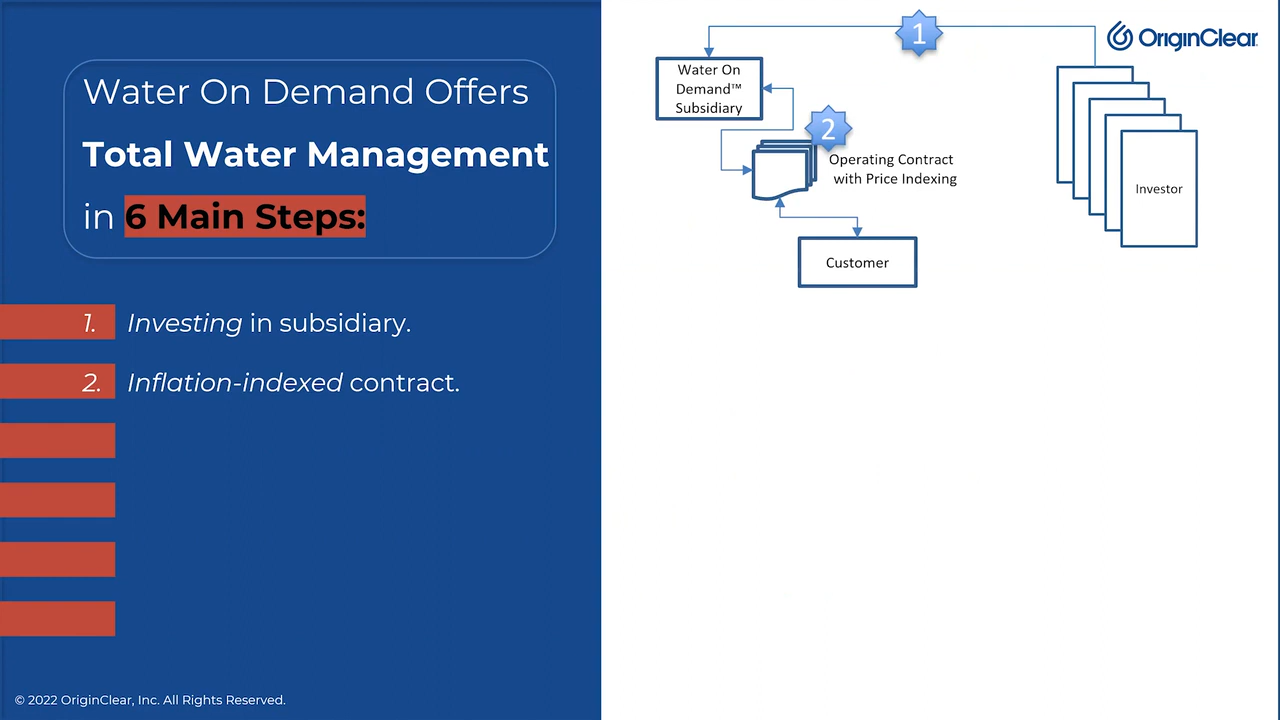 Water On Demand Offers
Total Water Management
in 6 Main Steps:
1. Investing in subsidiary.
2. Inflation-indexed contract.
© 2022 OriginClear, Inc. All Rights Reserved.
1
OriginClear
Water On
Demand™
Subsidiary
2
Operating Contract
with Price Indexing
Investor
Customer